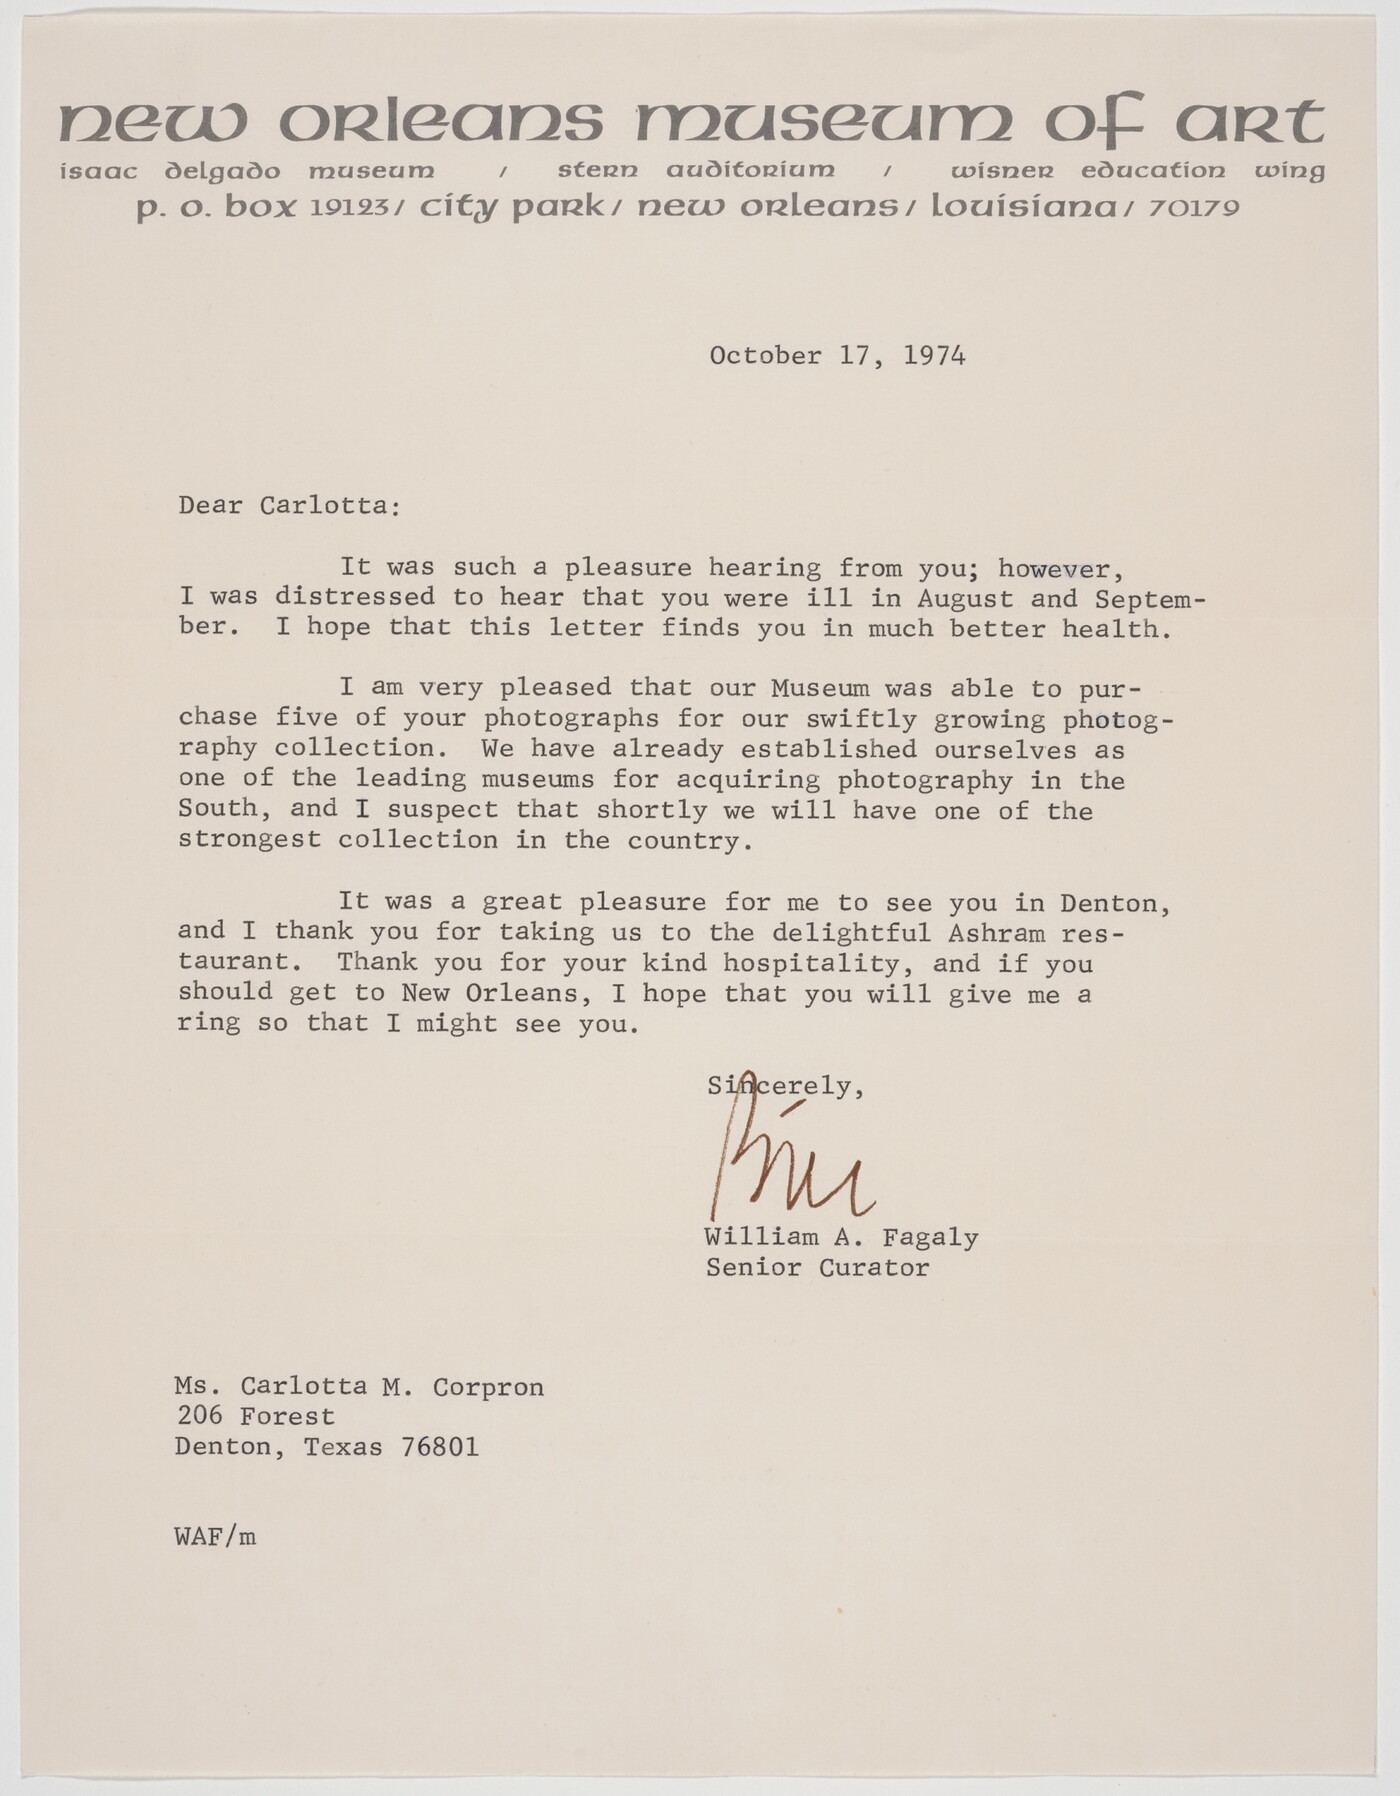 new orleans museum of art
isaac delgado museum / stern auditorium / wisner education wing
p. o. box 19123/ city park/ new orleans/ louisiana/ 70179
October 17, 1974
Dear Carlotta:
It was such a pleasure hearing from you; however,
I was distressed to hear that you were ill in August and Septem-
ber. I hope that this letter finds you in much better health.
I am very pleased that our Museum was able to pur-
chase five of your photographs for our swiftly growing photog-
raphy collection. We have already established ourselves as
one of the leading museums for acquiring photography in the
South, and I suspect that shortly we will have one of the
strongest collection in the country.
It was a great pleasure for me to see you in Denton,
and I thank you for taking us to the delightful Ashram res-
taurant. Thank you for your kind hospitality, and if you
should get to New Orleans, I hope that you will give me a
ring so that I might see you.
Sincerely,
Bill
William A. Fagaly
Senior Curator
Ms. Carlotta M. Corpron
206 Forest
Denton, Texas 76801
WAF/m